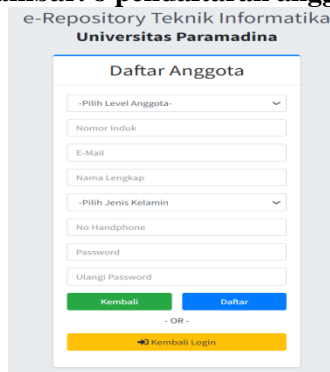 e-Repository Teknik Informatika
Universitas Paramadina
Daftar Anggota
-Pilih Level Anggota-
Nomor Induk
E-Mail
Nama Lengkap
-Pilih Jenis Kelamin
No Handphone
Password
Ulangi Password
Kembali Daftar
- OR -
Kembali Login